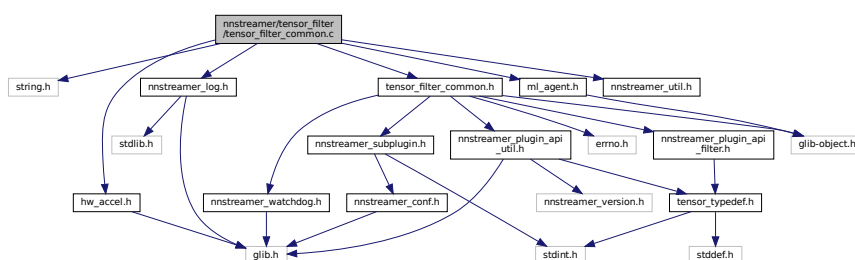 nnstreamer/tensor_filter
/tensor_filter_common.c
string.h
nnstreamer_log.h
tensor_filter_common.h
ml_agent.h
nnstreamer_util.h
stdlib.h
nnstreamer_subplugin.h
nnstreamer_plugin_api
_util.h
errno.h
nnstreamer_plugin_api
_filter.h
glib-object.h
hw_accel.h
nnstreamer_watchdog.h
nnstreamer_conf.h
nnstreamer_version.h
tensor_typedef.h
glib.h
stdint.h
stddef.h